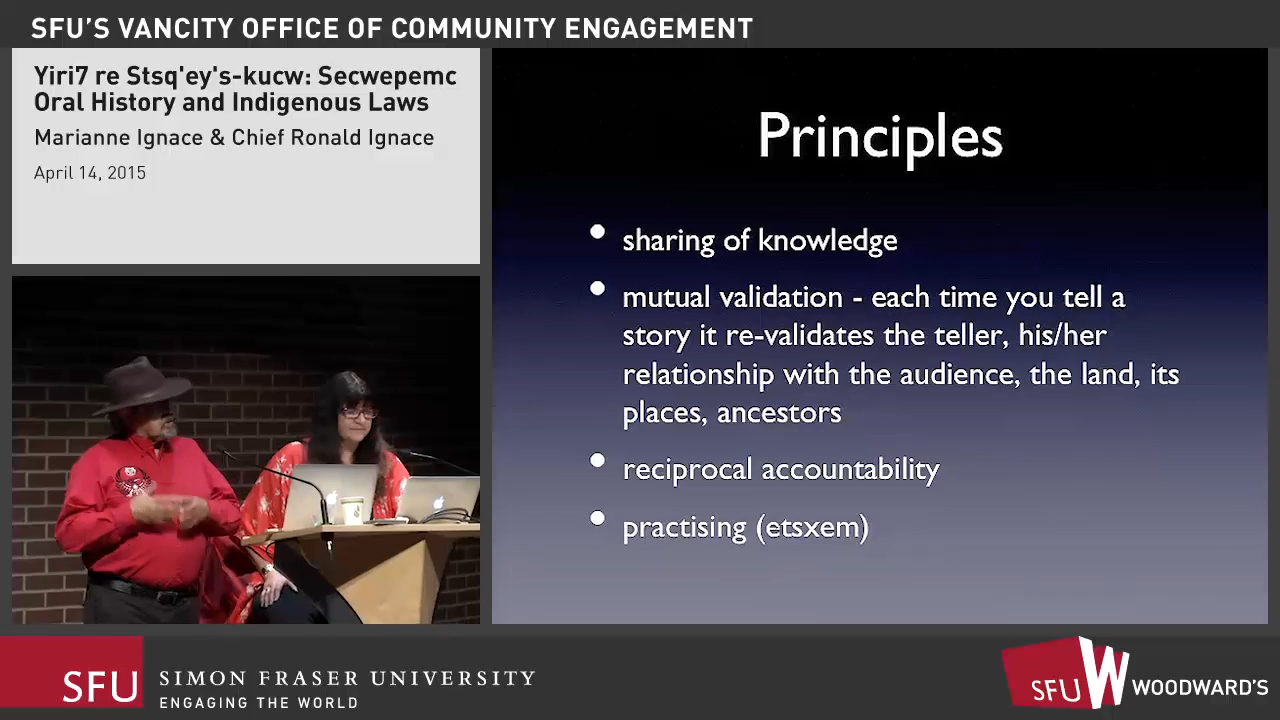 SFU'S VANCITY OFFICE OF COMMUNITY ENGAGEMENT
Yiri7 re Stsq'ey's-kucw: Secwepemc
Oral History and Indigenous Laws
Marianne Ignace & Chief Ronald Ignace
April 14, 2015
Principles
• sharing of knowledge
• mutual validation - each time you tell a
story it re-validates the teller, his/her
relationship with the audience, the land, its
places, ancestors
• reciprocal accountability
• practising (etsxem)
SFU
SIMON FRASER UNIVERSITY
ENGAGING THE WORLD
SFU W WOODWARD'S